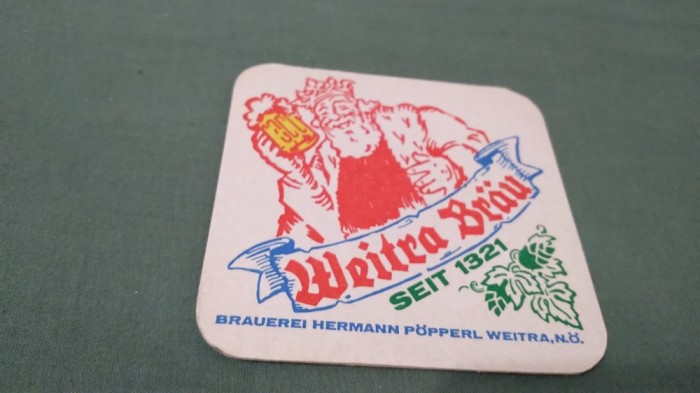 Weitra Bräu
SEIT 1321
BRAUEREI HERMANN PÖPPERL WEITRA, N.Ö.